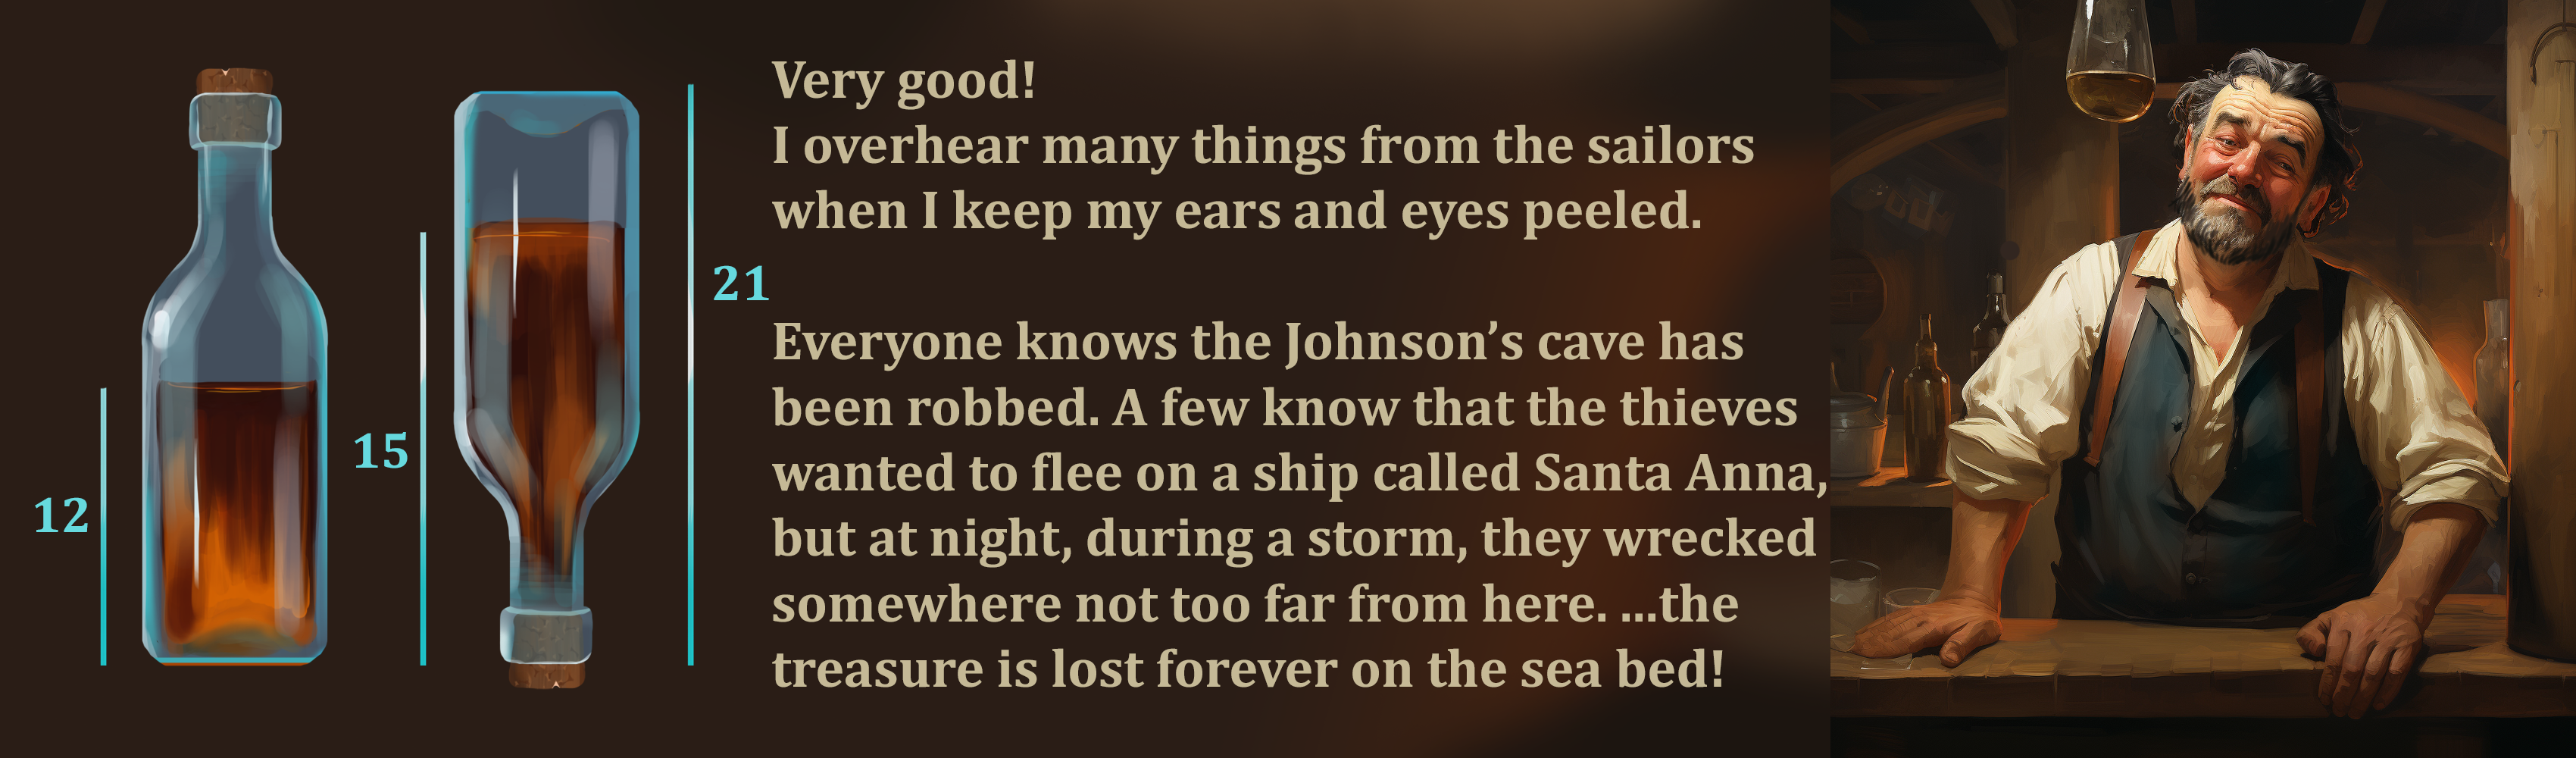 12
15
21
Very good!
I overhear many things from the sailors
when I keep my ears and eyes peeled.
Everyone knows the Johnson’s cave has
been robbed. A few know that the thieves
wanted to flee on a ship called Santa Anna,
but at night, during a storm, they wrecked
somewhere not too far from here. ...the
treasure is lost forever on the sea bed!